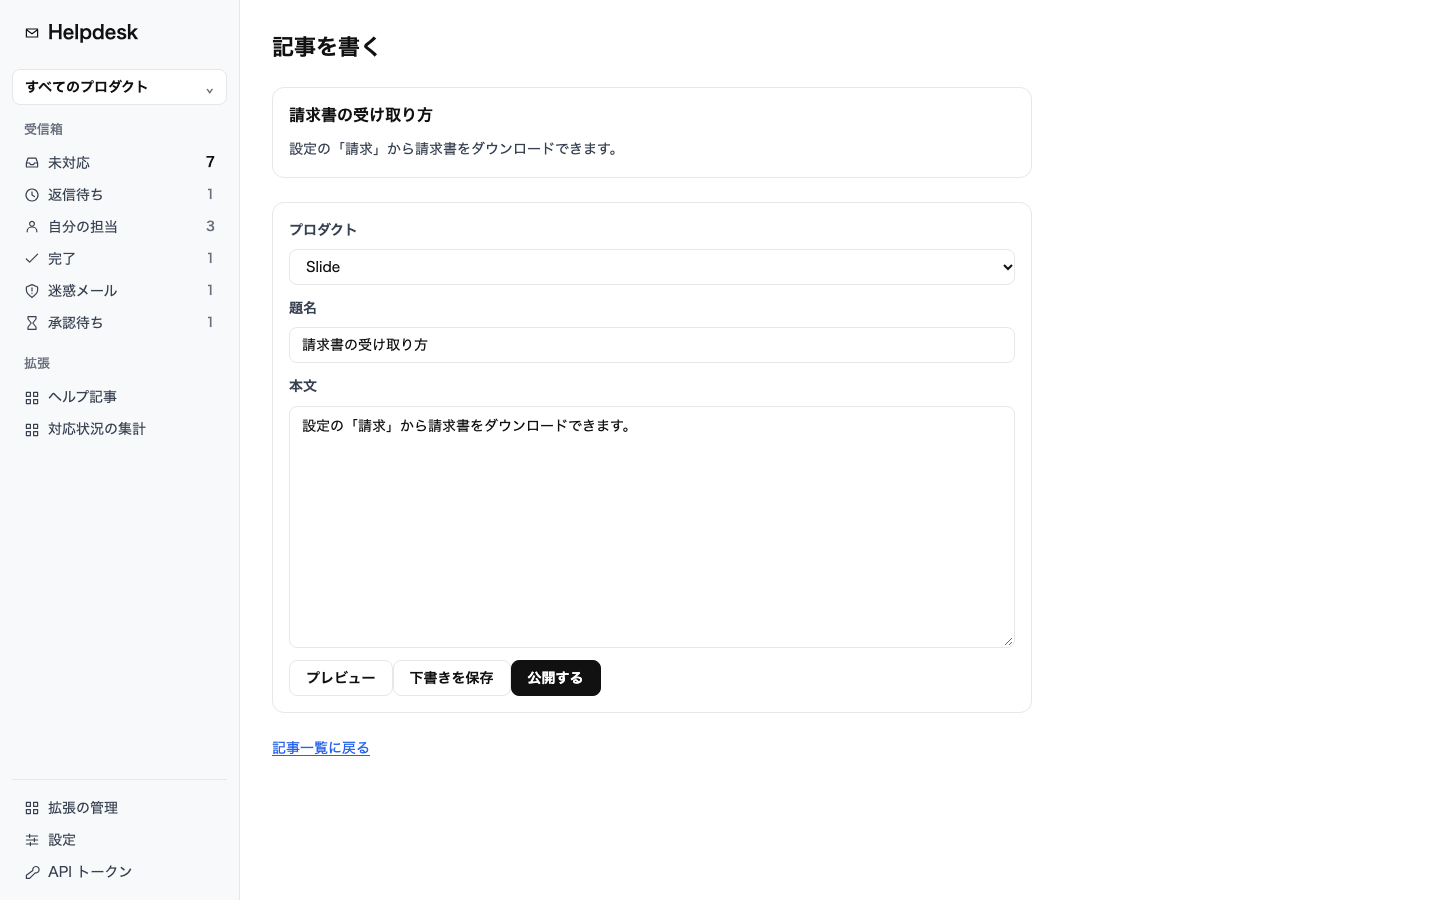 Helpdesk
すべてのプロダクト
受信箱
未対応 7
返信待ち 1
自分の担当 3
完了 1
迷惑メール 1
承認待ち 1
拡張
ヘルプ記事
対応状況の集計
拡張の管理
設定
API トークン
記事を書く
請求書の受け取り方
設定の「請求」から請求書をダウンロードできます。
プロダクト
Slide
題名
請求書の受け取り方
本文
設定の「請求」から請求書をダウンロードできます。
プレビュー 下書きを保存 公開する
記事一覧に戻る